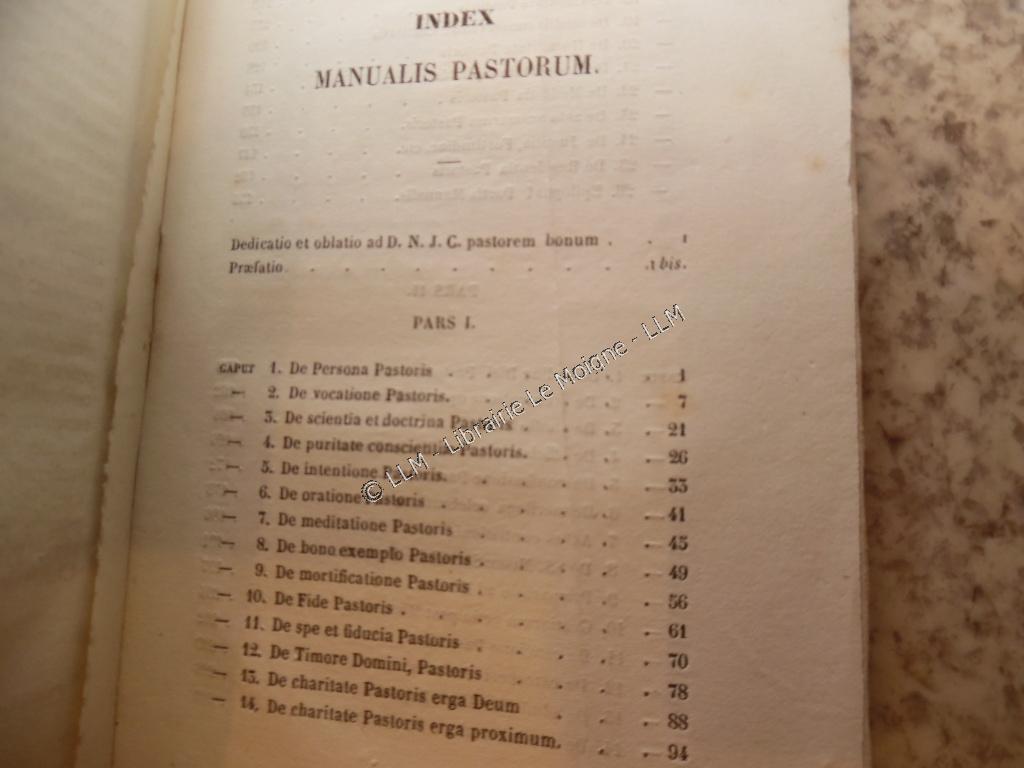 INDEX
MANUALIS PASTORUM.
Dedicatio et oblatio ad D. N. J. C. pastorem bonum . . 1
Præfatio. . . . . . . . . . 1 bis.
PARS I.
CAPUT 1. De Persona Pastoris . . . . . 1
— 2. De vocatione Pastoris. . . . . 7
— 3. De scientia et doctrina Pastoris . . . 21
— 4. De puritate conscientiæ Pastoris. . . 26
— 5. De intentione Pastoris. . . . . 33
— 6. De oratione Pastoris . . . . . 41
— 7. De meditatione Pastoris . . . . 45
— 8. De bono exemplo Pastoris . . . . 49
— 9. De mortificatione Pastoris . . . . 56
— 10. De Fide Pastoris . . . . . . 61
— 11. De spe et fiducia Pastoris . . . . 70
— 12. De Timore Domini, Pastoris . . . 78
— 13. De charitate Pastoris erga Deum . . . 88
— 14. De charitate Pastoris erga proximum. . . 94
© LLM - Librairie Le Moigne - LLM